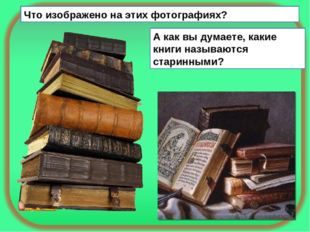 Что изображено на этих фотографиях?
А как вы думаете, какие
книги называются
старинными?